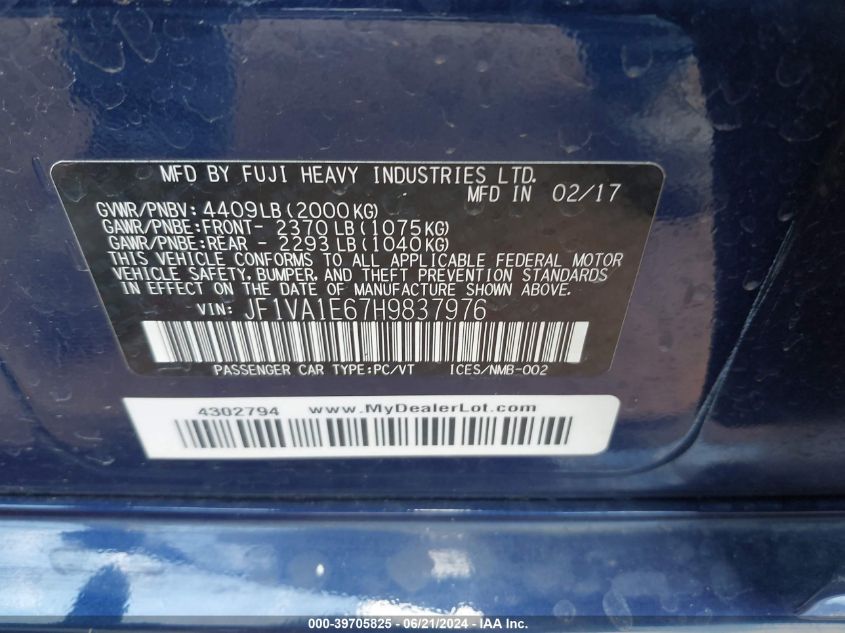 MFD BY FUJI HEAVY INDUSTRIES LTD.
MFD IN 02/17
GVWR/PNBV: 4409LB(2000KG)
GAWR/PNBE:FRONT- 2370LB(1075KG)
GAWR/PNBE:REAR - 2293LB(1040KG)
THIS VEHICLE CONFORMS TO ALL APPLICABLE FEDERAL MOTOR
VEHICLE SAFETY, BUMPER, AND THEFT PREVENTION STANDARDS
IN EFFECT ON THE DATE OF MANUFACTURE SHOWN ABOVE.
VIN: JF1VA1E67H9837976
PASSENGER CAR TYPE:PC/VT ICES/NMB-002
4302794 www.MyDealerLot.com
000-39705825 - 06/21/2024 - IAA Inc.